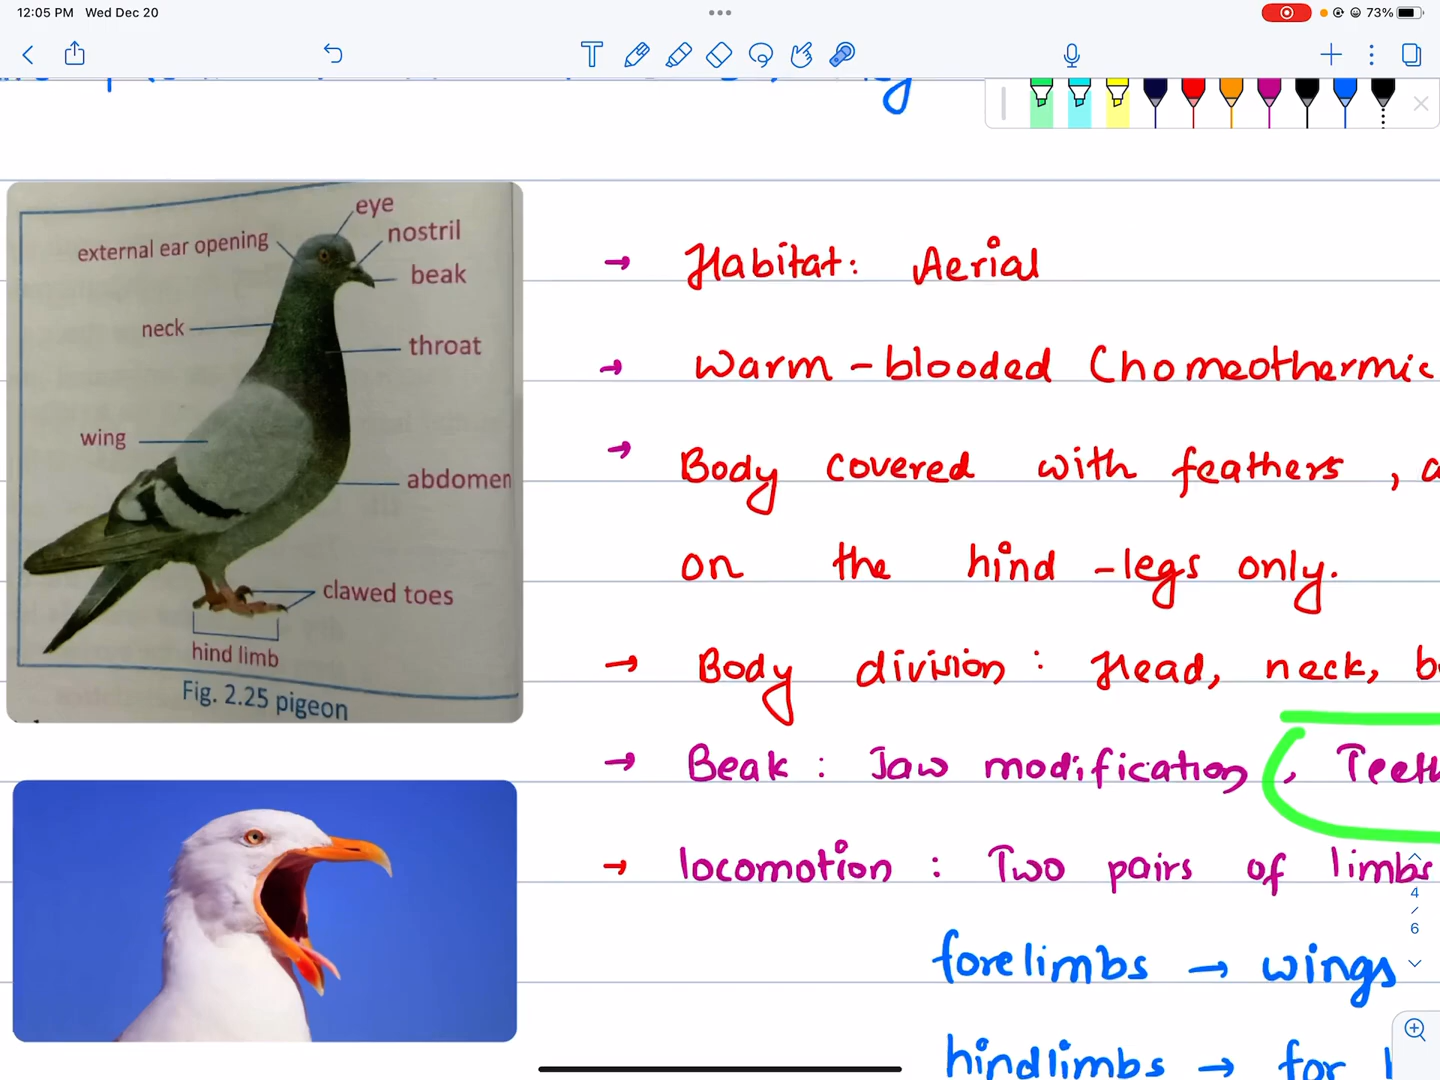 12:05 PM Wed Dec 20
73%
T
eye
nostril
external ear opening
beak
neck
throat
wing
abdomen
clawed toes
hind limb
Fig. 2.25 pigeon
→ Habitat: Aerial
→ Warm-blooded (homeothermic
→ Body covered with feathers, a
on the hind-legs only.
→ Body division: Head, neck, b
→ Beak: Jaw modification, Teeth
→ locomotion: Two pairs of limbs
forelimbs → wings
hindlimbs → for l
4
/
6